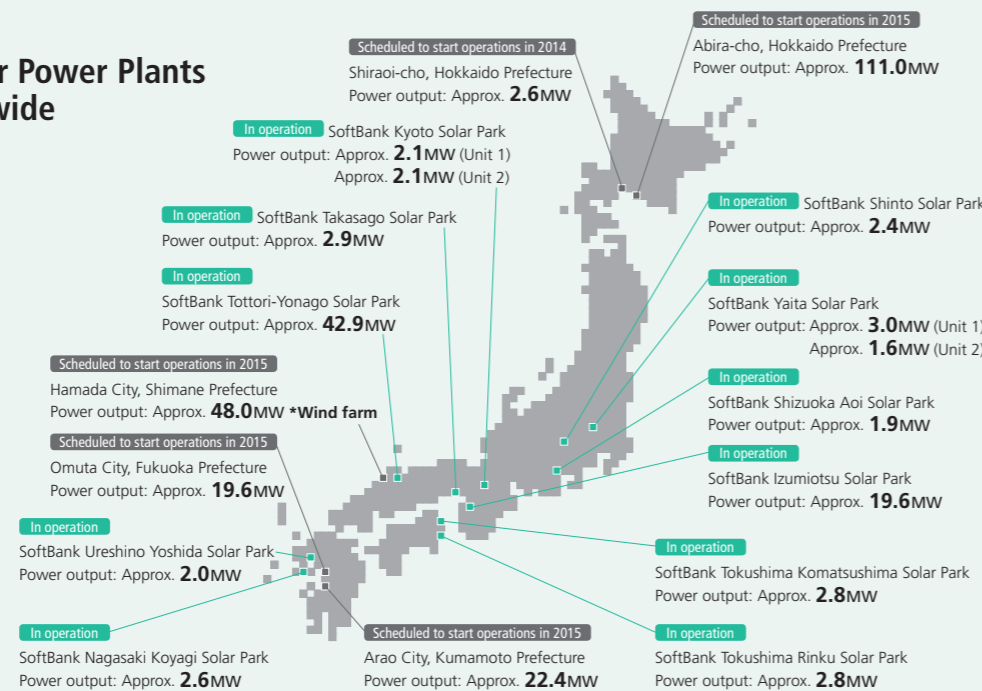 r Power Plants
wide
Scheduled to start operations in 2014
Shiraoi-cho, Hokkaido Prefecture
Power output: Approx. 2.6MW
Scheduled to start operations in 2015
Abira-cho, Hokkaido Prefecture
Power output: Approx. 111.0MW
In operation SoftBank Kyoto Solar Park
Power output: Approx. 2.1MW (Unit 1)
Approx. 2.1MW (Unit 2)
In operation SoftBank Takasago Solar Park
Power output: Approx. 2.9MW
In operation
SoftBank Tottori-Yonago Solar Park
Power output: Approx. 42.9MW
Scheduled to start operations in 2015
Hamada City, Shimane Prefecture
Power output: Approx. 48.0MW *Wind farm
Scheduled to start operations in 2015
Omuta City, Fukuoka Prefecture
Power output: Approx. 19.6MW
In operation
SoftBank Ureshino Yoshida Solar Park
Power output: Approx. 2.0MW
In operation
SoftBank Nagasaki Koyagi Solar Park
Power output: Approx. 2.6MW
Scheduled to start operations in 2015
Arao City, Kumamoto Prefecture
Power output: Approx. 22.4MW
In operation SoftBank Shinto Solar Park
Power output: Approx. 2.4MW
In operation
SoftBank Yaita Solar Park
Power output: Approx. 3.0MW (Unit 1)
Approx. 1.6MW (Unit 2)
In operation
SoftBank Shizuoka Aoi Solar Park
Power output: Approx. 1.9MW
In operation
SoftBank Izumiotsu Solar Park
Power output: Approx. 19.6MW
In operation
SoftBank Tokushima Komatsushima Solar Park
Power output: Approx. 2.8MW
In operation
SoftBank Tokushima Rinku Solar Park
Power output: Approx. 2.8MW